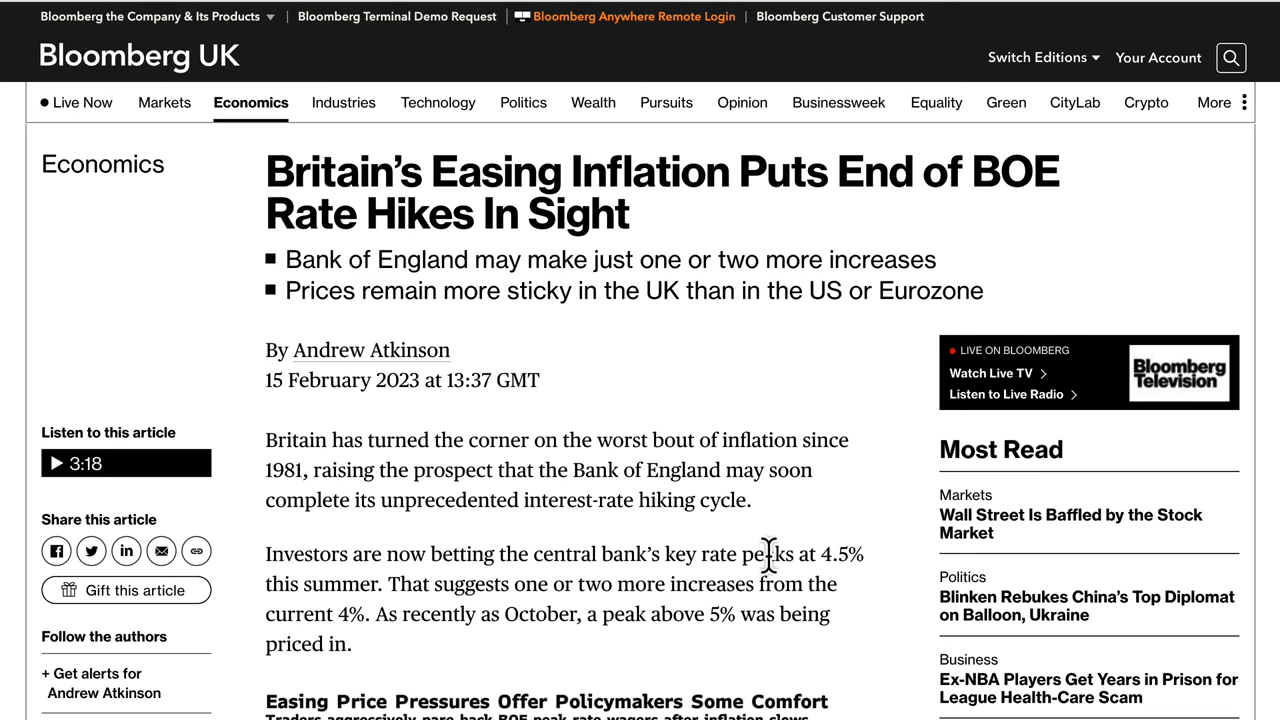 Bloomberg the Company & Its Products
Bloomberg Terminal Demo Request
Bloomberg Anywhere Remote Login
Bloomberg Customer Support
Bloomberg UK
Switch Editions
Your Account
Live Now
Markets
Economics
Industries
Technology
Politics
Wealth
Pursuits
Opinion
Businessweek
Equality
Green
CityLab
Crypto
More
Economics
Britain’s Easing Inflation Puts End of BOE
Rate Hikes In Sight
Bank of England may make just one or two more increases
Prices remain more sticky in the UK than in the US or Eurozone
By Andrew Atkinson
15 February 2023 at 13:37 GMT
Listen to this article
3:18
Share this article
Gift this article
Follow the authors
+ Get alerts for
Andrew Atkinson
Britain has turned the corner on the worst bout of inflation since
1981, raising the prospect that the Bank of England may soon
complete its unprecedented interest-rate hiking cycle.
Investors are now betting the central bank’s key rate peaks at 4.5%
this summer. That suggests one or two more increases from the
current 4%. As recently as October, a peak above 5% was being
priced in.
Easing Price Pressures Offer Policymakers Some Comfort
Traders aggressively pare back BOE peak rate wagers after inflation slows
LIVE ON BLOOMBERG
Watch Live TV
Listen to Live Radio
Bloomberg
Television
Most Read
Markets
Wall Street Is Baffled by the Stock
Market
Politics
Blinken Rebukes China’s Top Diplomat
on Balloon, Ukraine
Business
Ex-NBA Players Get Years in Prison for
League Health-Care Scam